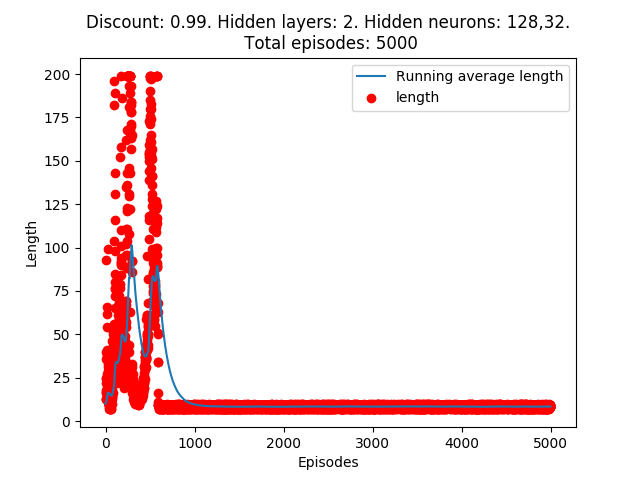 Discount: 0.99. Hidden layers: 2. Hidden neurons: 128,32.
Total episodes: 5000
Running average length
length
200
175
150
125
100
75
50
25
0
Length
0
1000
2000
3000
4000
5000
Episodes